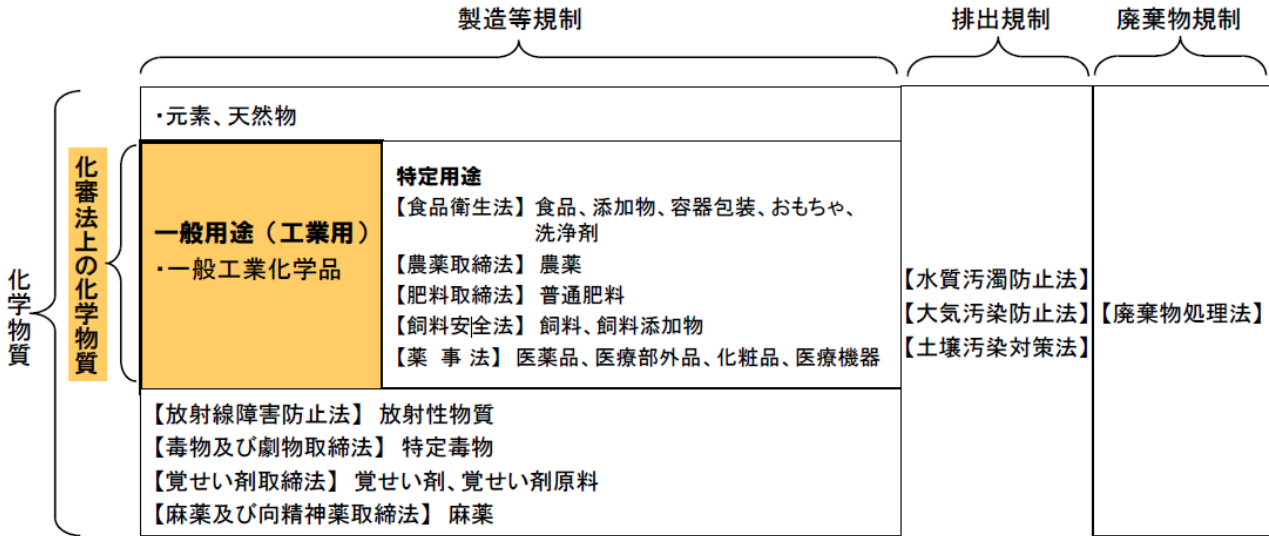 製造等規制
排出規制
廃棄物規制
化学物質
化審法上の化学物質
・元素、天然物
一般用途（工業用）
・一般工業化学品
特定用途
【食品衛生法】 食品、添加物、容器包装、おもちゃ、
洗浄剤
【農薬取締法】 農薬
【肥料取締法】 普通肥料
【飼料安全法】 飼料、飼料添加物
【薬 事 法】 医薬品、医療部外品、化粧品、医療機器
【放射線障害防止法】 放射性物質
【毒物及び劇物取締法】 特定毒物
【覚せい剤取締法】 覚せい剤、覚せい剤原料
【麻薬及び向精神薬取締法】 麻薬
【水質汚濁防止法】
【大気汚染防止法】
【土壌汚染対策法】
【廃棄物処理法】